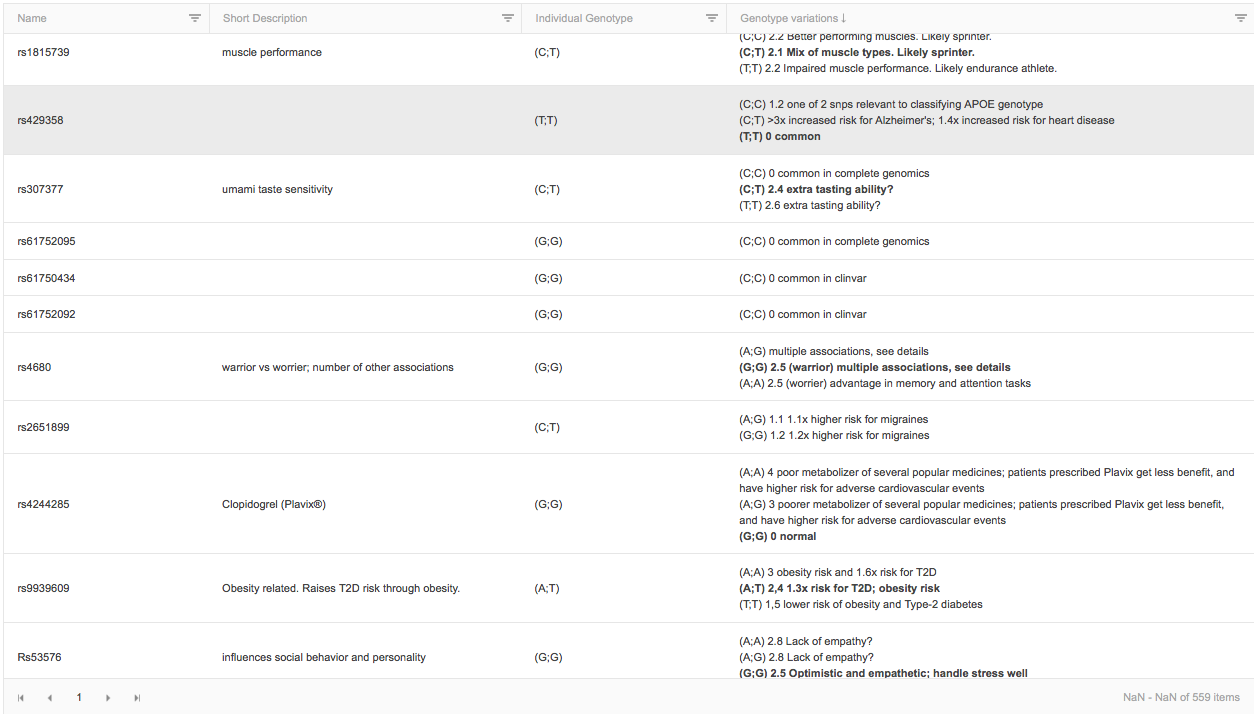 Name Short Description Individual Genotype Genotype variations ↓
(C;C) 2.2 Better performing muscles. Likely sprinter.
rs1815739 muscle performance (C;T) (C;T) 2.1 Mix of muscle types. Likely sprinter.
(T;T) 2.2 Impaired muscle performance. Likely endurance athlete.
(C;C) 1.2 one of 2 snps relevant to classifying APOE genotype
rs429358 (T;T) (C;T) >3x increased risk for Alzheimer's; 1.4x increased risk for heart disease
(T;T) 0 common
(C;C) 0 common in complete genomics
rs307377 umami taste sensitivity (C;T) (C;T) 2.4 extra tasting ability?
(T;T) 2.6 extra tasting ability?
rs61752095 (G;G) (C;C) 0 common in complete genomics
rs61750434 (G;G) (C;C) 0 common in clinvar
rs61752092 (G;G) (C;C) 0 common in clinvar
(A;G) multiple associations, see details
rs4680 warrior vs worrier; number of other associations (G;G) (G;G) 2.5 (warrior) multiple associations, see details
(A;A) 2.5 (worrier) advantage in memory and attention tasks
(A;G) 1.1 1.1x higher risk for migraines
rs2651899 (C;T)
(G;G) 1.2 1.2x higher risk for migraines
(A;A) 4 poor metabolizer of several popular medicines; patients prescribed Plavix get less benefit, and
have higher risk for adverse cardiovascular events
rs4244285 Clopidogrel (Plavix®) (G;G) (A;G) 3 poorer metabolizer of several popular medicines; patients prescribed Plavix get less benefit,
and have higher risk for adverse cardiovascular events
(G;G) 0 normal
(A;A) 3 obesity risk and 1.6x risk for T2D
rs9939609 Obesity related. Raises T2D risk through obesity. (A;T) (A;T) 2,4 1.3x risk for T2D; obesity risk
(T;T) 1,5 lower risk of obesity and Type-2 diabetes
(A;A) 2.8 Lack of empathy?
Rs53576 influences social behavior and personality (G;G) (A;G) 2.8 Lack of empathy?
(G;G) 2.5 Optimistic and empathetic; handle stress well
1 NaN - NaN of 559 items